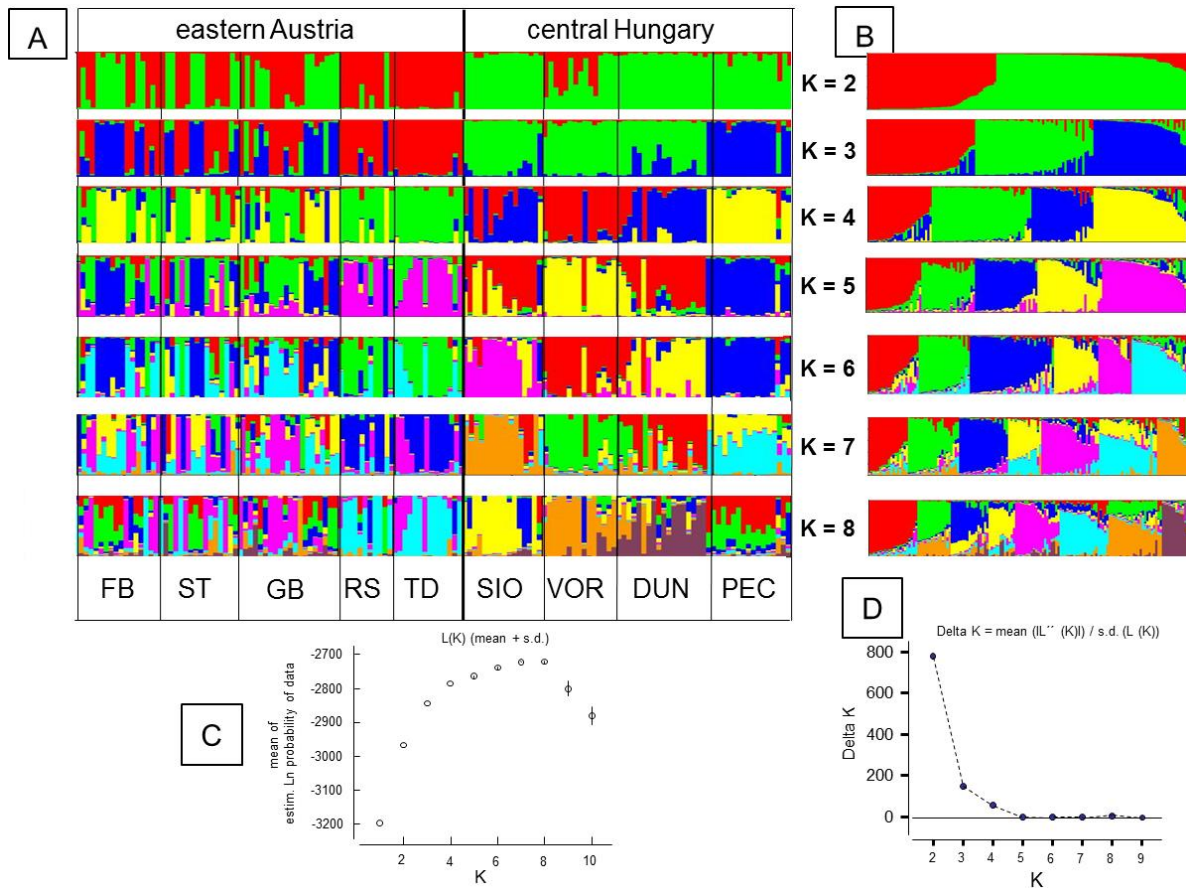 A
eastern Austria
central Hungary
B
K = 2
K = 3
K = 4
K = 5
K = 6
K = 7
K = 8
FB ST GB RS TD SIO VOR DUN PEC
C
L(K) (mean + s.d.)
mean of
estim. Ln probability of data
-2700
-2800
-2900
-3000
-3100
-3200
2 4 6 8 10
K
D
Delta K = mean (lL´´ (K)l) / s.d. (L (K))
Delta K
800
600
400
200
0
2 3 4 5 6 7 8 9
K